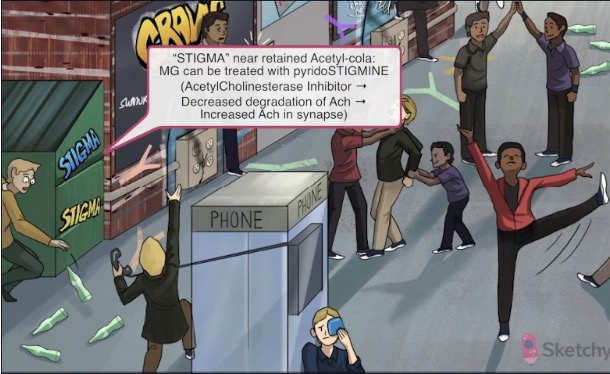 "STIGMA" near retained Acetyl-cola:
MG can be treated with pyridoSTIGMINE
(AcetylCholinesterase Inhibitor →
Decreased degradation of Ach →
Increased Ach in synapse)
STIGMA
STIGMA
PHONE
PHONE
Sketchy